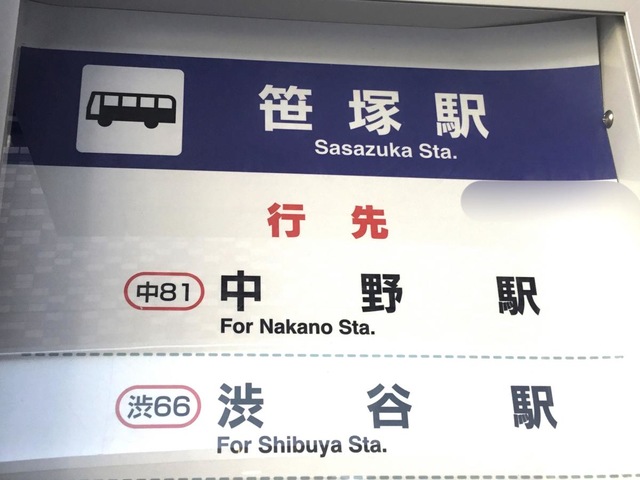 笹塚駅
Sasazuka Sta.
行先
中81 中野駅
For Nakano Sta.
渋66 渋谷駅
For Shibuya Sta.